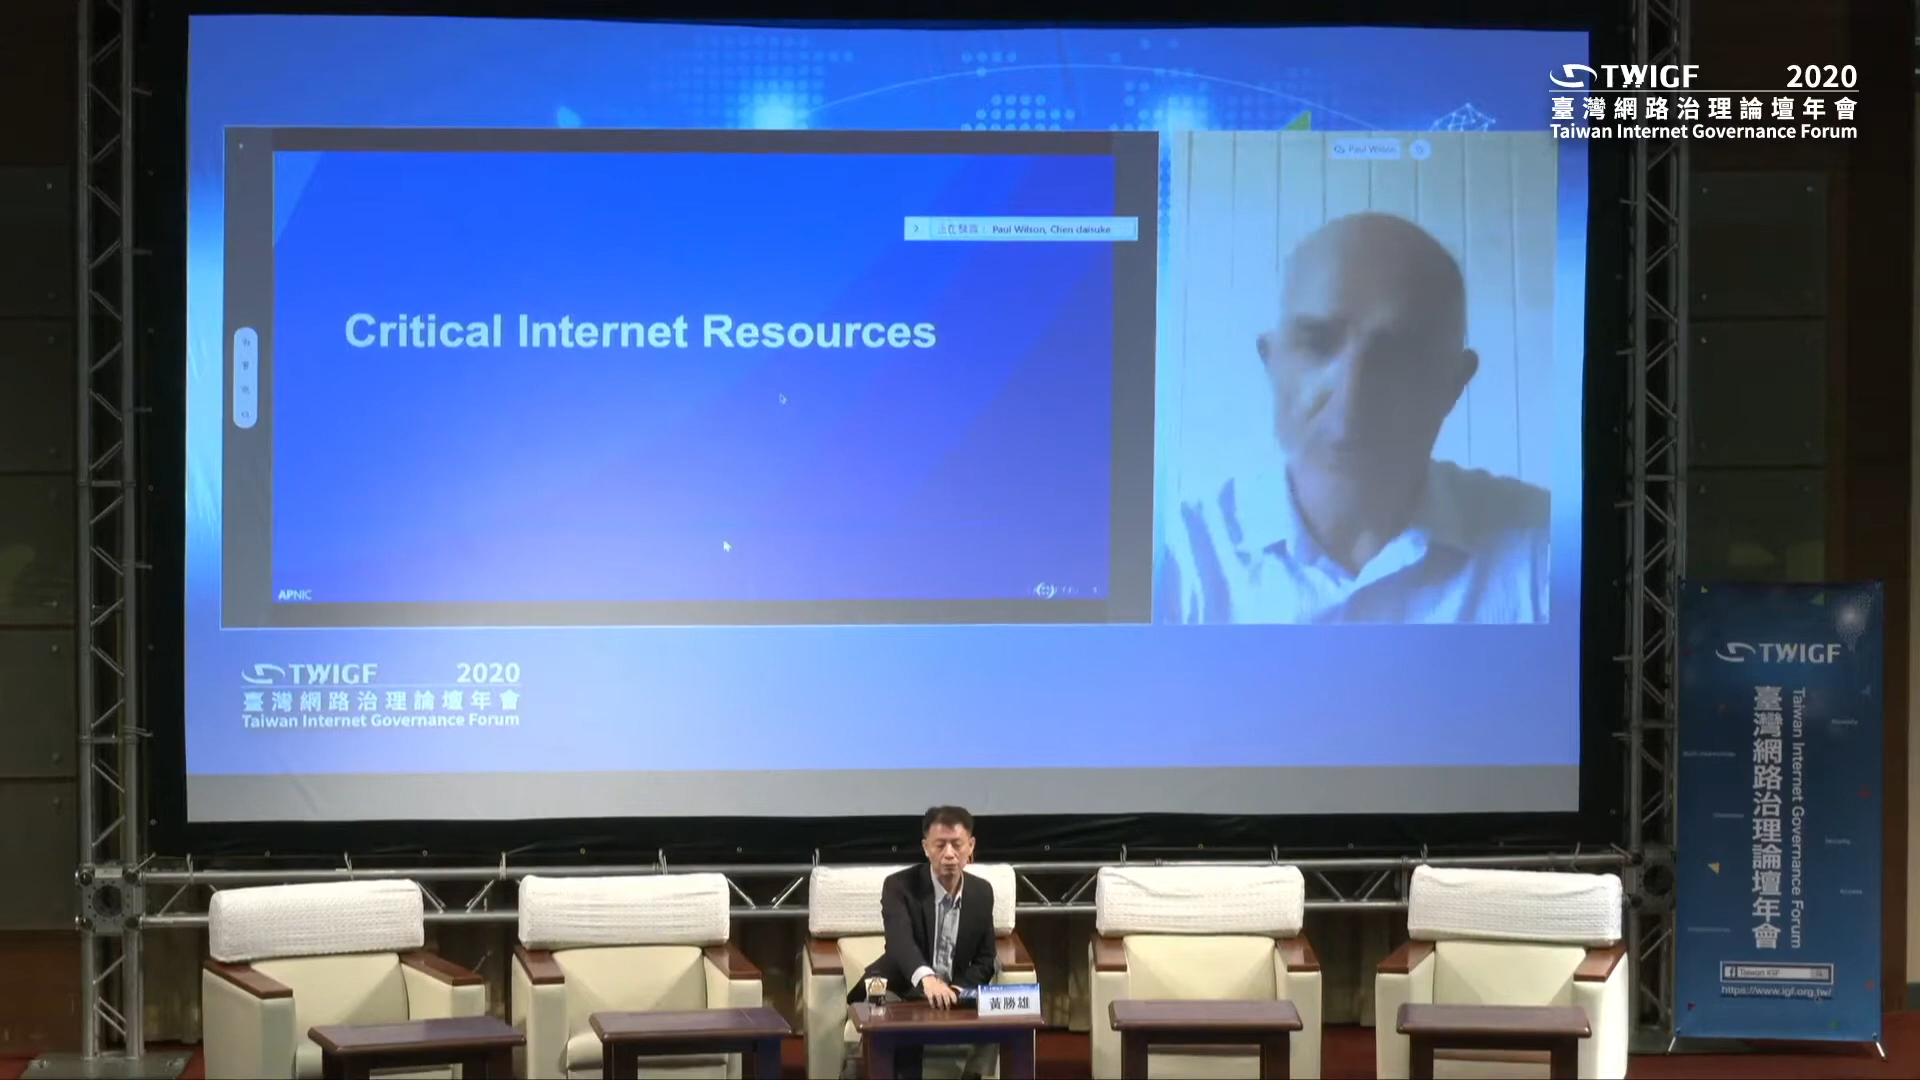 TWIGF 2020
臺灣網路治理論壇年會
Taiwan Internet Governance Forum
Paul Wilson
Paul Wilson, Chen daisuke
Critical Internet Resources
APNIC
TWIGF 2020
臺灣網路治理論壇年會
Taiwan Internet Governance Forum
TWIGF
臺灣網路治理論壇年會
Taiwan Internet Governance Forum
Taiwan IGF
https://www.igf.org.tw/
黃勝雄